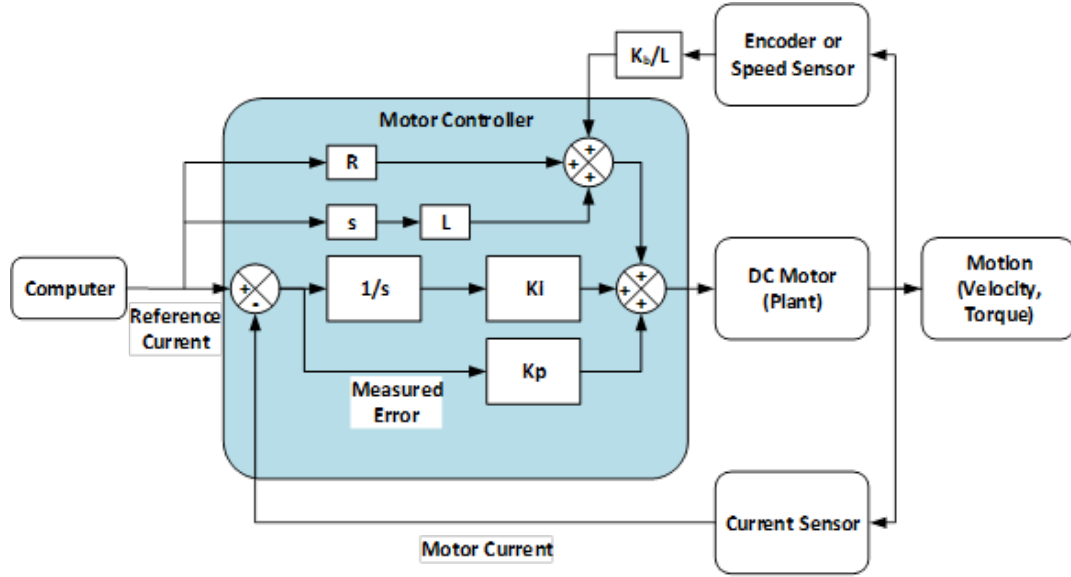 Encoder or
Speed Sensor
K_b/L
Motor Controller
+
+ +
+
R
s
L
+
Computer
+
-
1/s
KI
+ +
+
DC Motor
(Plant)
Motion
(Velocity,
Torque)
Reference
Current
Kp
Measured
Error
Current Sensor
Motor Current